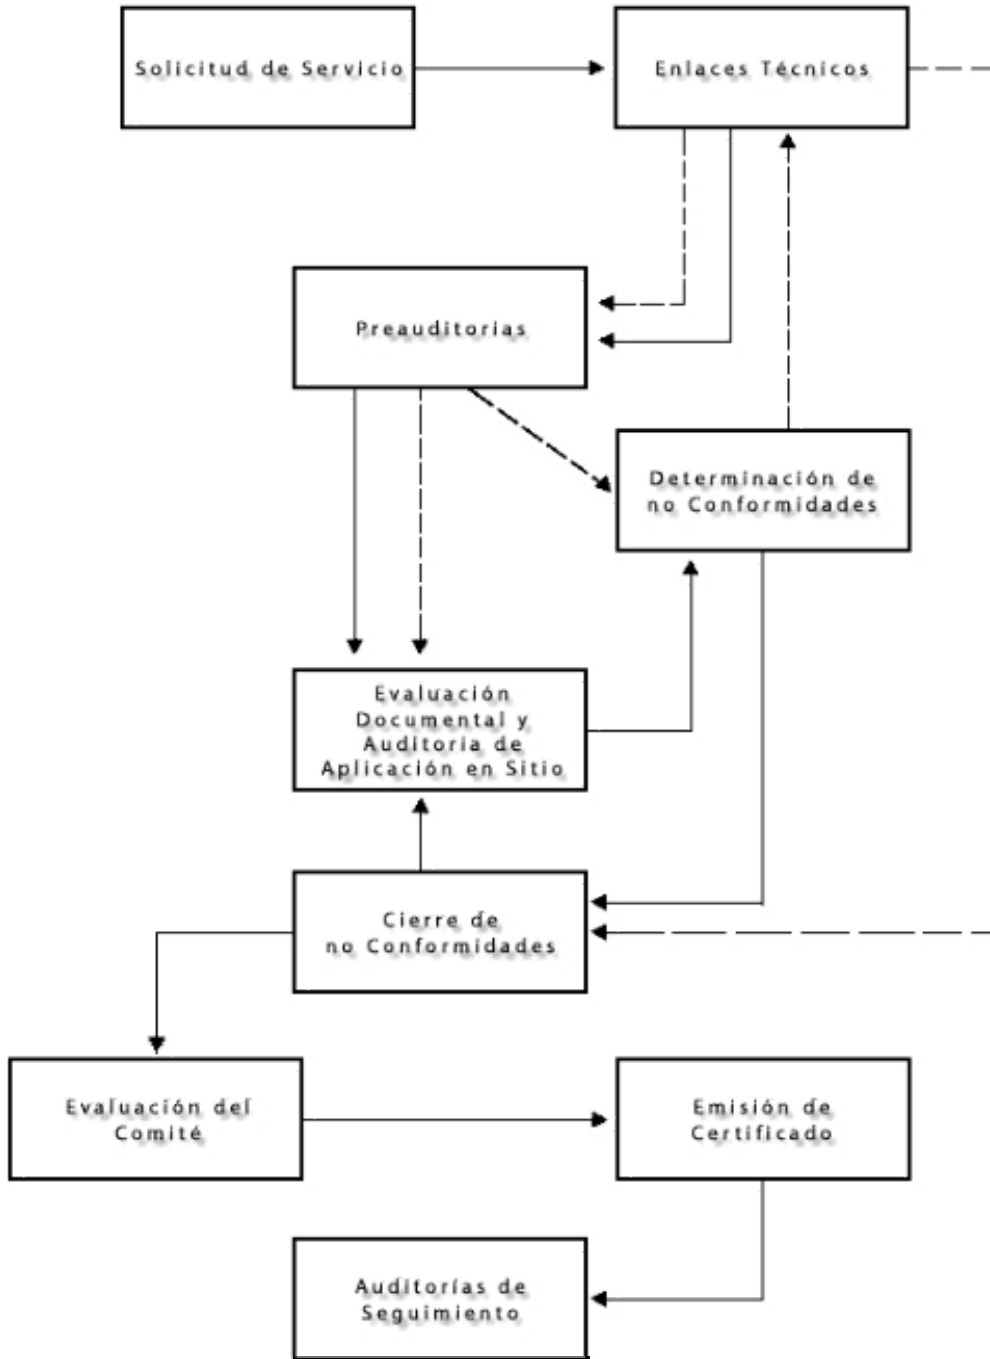 Solicitud de Servicio
Enlaces Técnicos
Preauditorias
Determinación de
no Conformidades
Evaluación
Documental y
Auditoria de
Aplicación en Sitio
Cierre de
no Conformidades
Evaluación del
Comité
Emisión de
Certificado
Auditorías de
Seguimiento